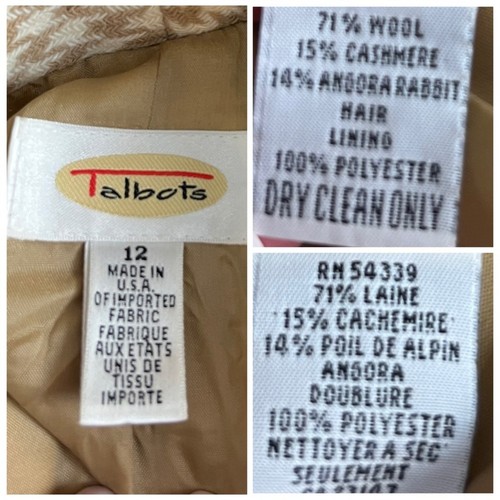 Talbots
12
MADE IN
U.S.A.
OF IMPORTED
FABRIC
FABRIQUE
AUX ETATS
UNIS DE
TISSU
IMPORTE
71% WOOL
15% CASHMERE
14% ANGORA RABBIT
HAIR
LINING
100% POLYESTER
DRY CLEAN ONLY
RN 54339
71% LAINE
15% CACHEMIRE
14% POIL DE ALPIN
ANGORA
DOUBLURE
100% POLYESTER
NETTOYER A SEC
SEULEMENT